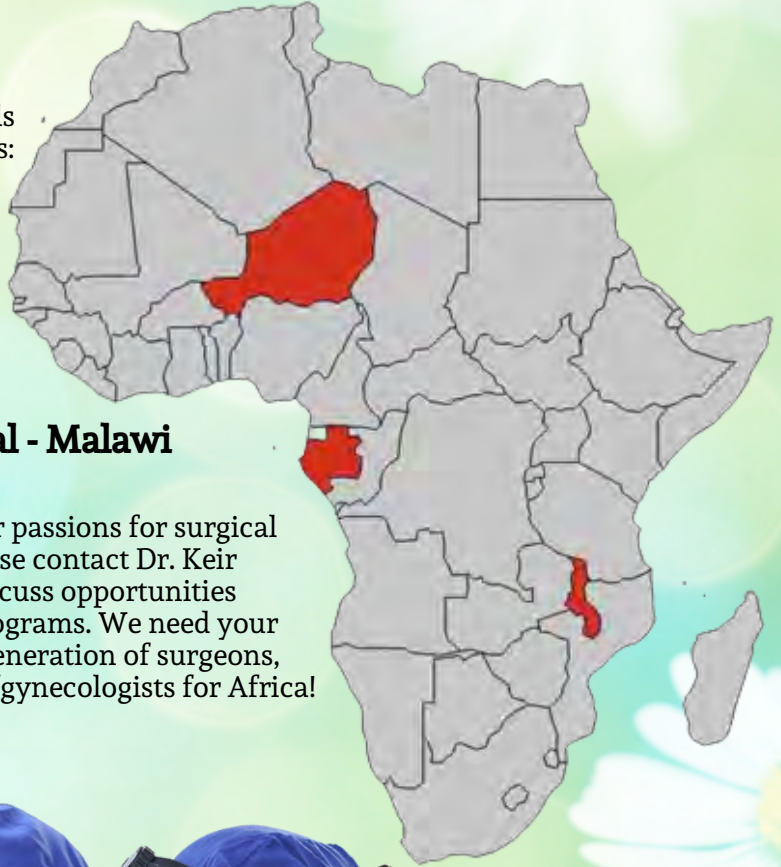 ls
s:
al - Malawi
r passions for surgical
se contact Dr. Keir
cuss opportunities
ograms. We need your
eneration of surgeons,
/gynecologists for Africa!